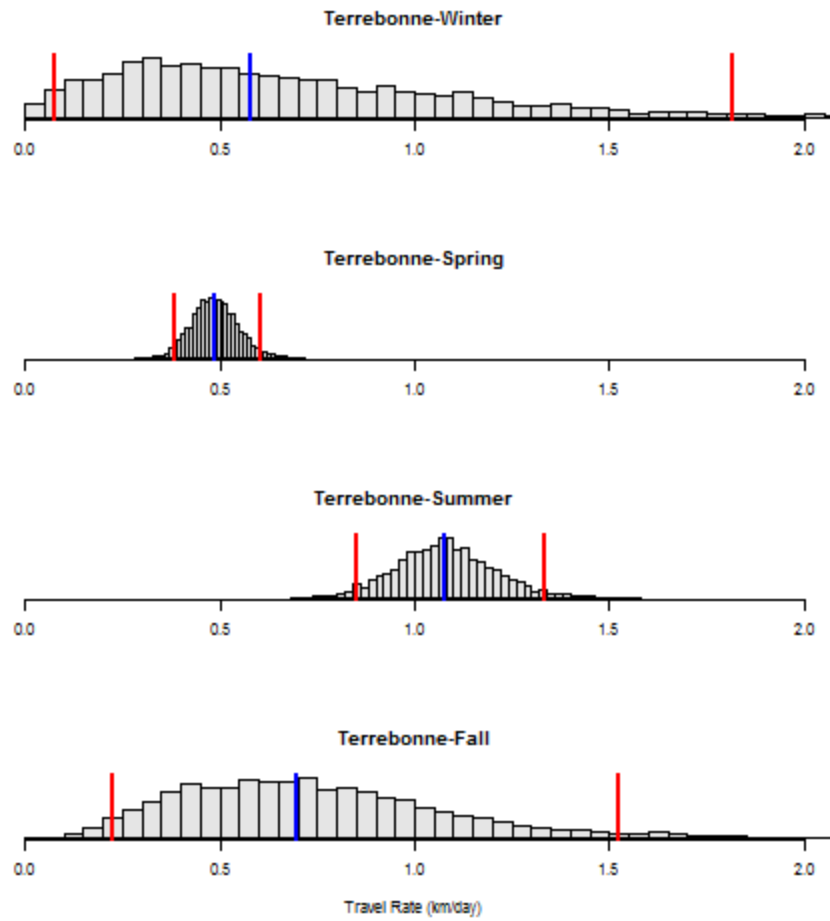 Terrebonne-Winter
0.0 0.5 1.0 1.5 2.0
Terrebonne-Spring
0.0 0.5 1.0 1.5 2.0
Terrebonne-Summer
0.0 0.5 1.0 1.5 2.0
Terrebonne-Fall
0.0 0.5 1.0 1.5 2.0
Travel Rate (km/day)